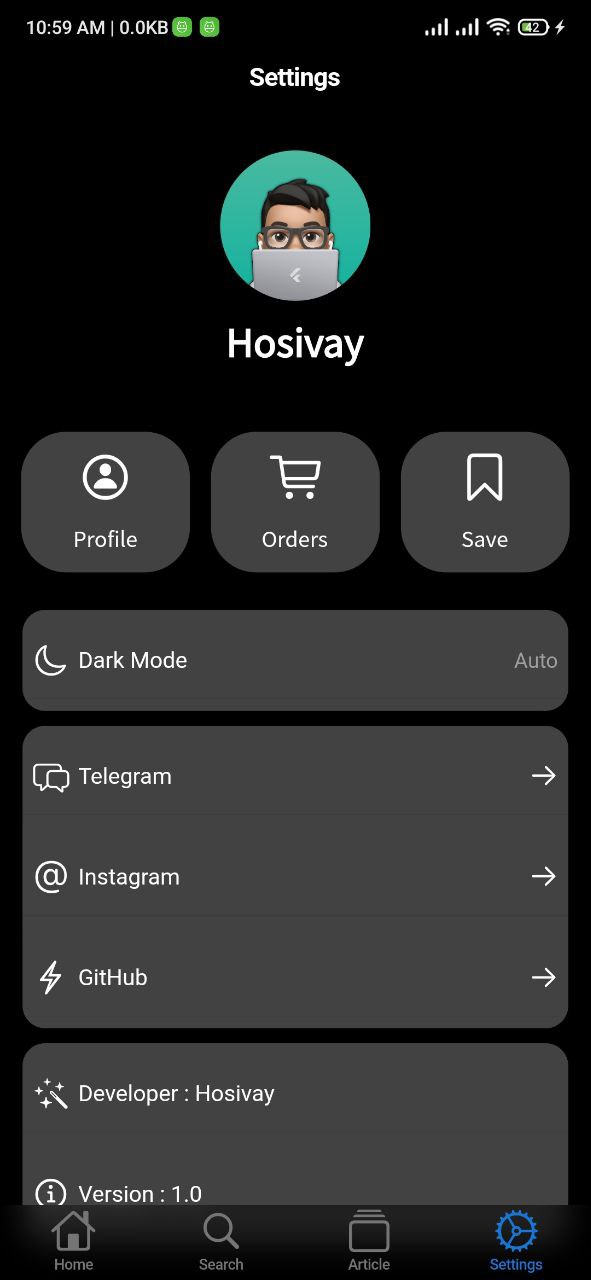 10:59 AM | 0.0KB 42
Settings
Hosivay
Profile Orders Save
Dark Mode Auto
Telegram
Instagram
GitHub
Developer : Hosivay
Version : 1.0
Home Search Article Settings